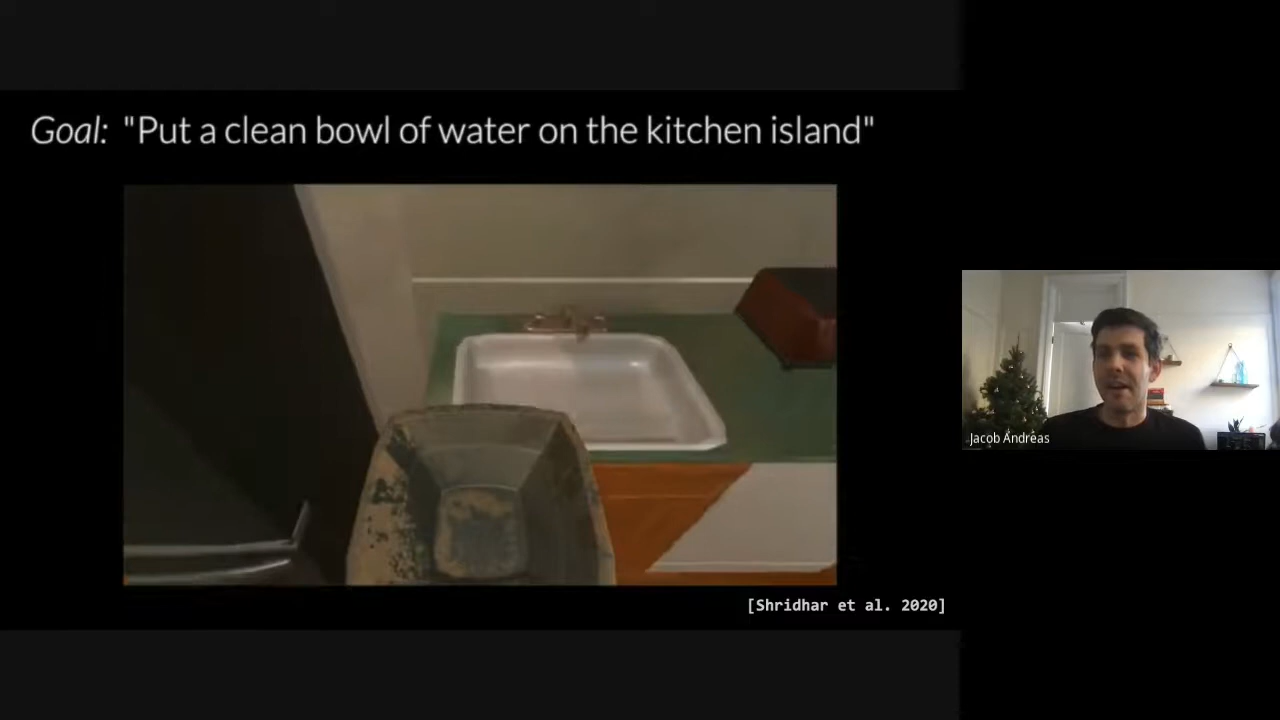 Goal: "Put a clean bowl of water on the kitchen island"
[Shridhar et al. 2020]
Jacob Andreas